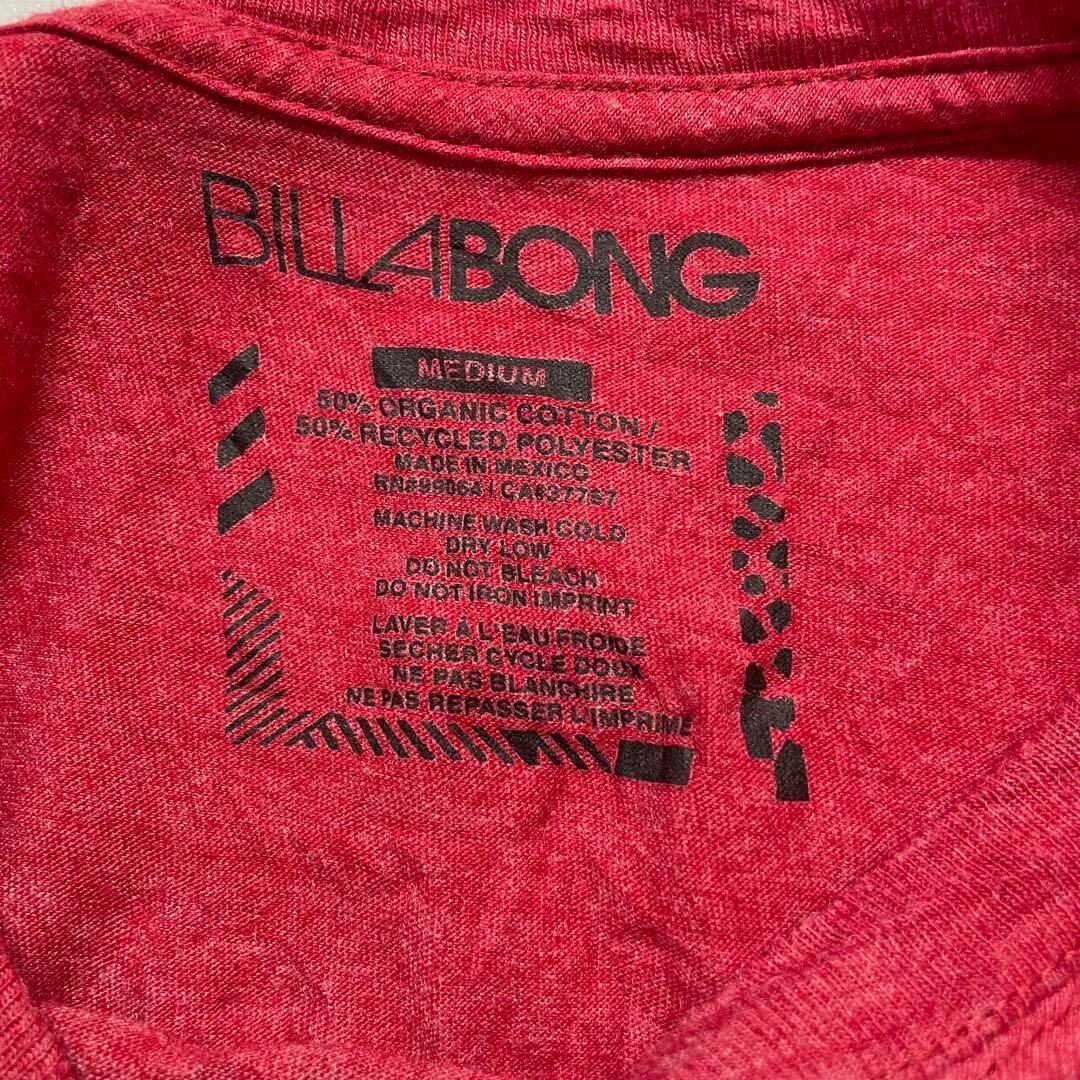 BILLABONG
MEDIUM
50% ORGANIC COTTON /
50% RECYCLED POLYESTER
MADE IN MEXICO
RN#99064 | CA#37787
MACHINE WASH COLD
DRY LOW
DO NOT BLEACH
DO NOT IRON IMPRINT
LAVER À L'EAU FROIDE
SECHER CYCLE DOUX
NE PAS BLANCHIRE
NE PAS REPASSER L'IMPRIME